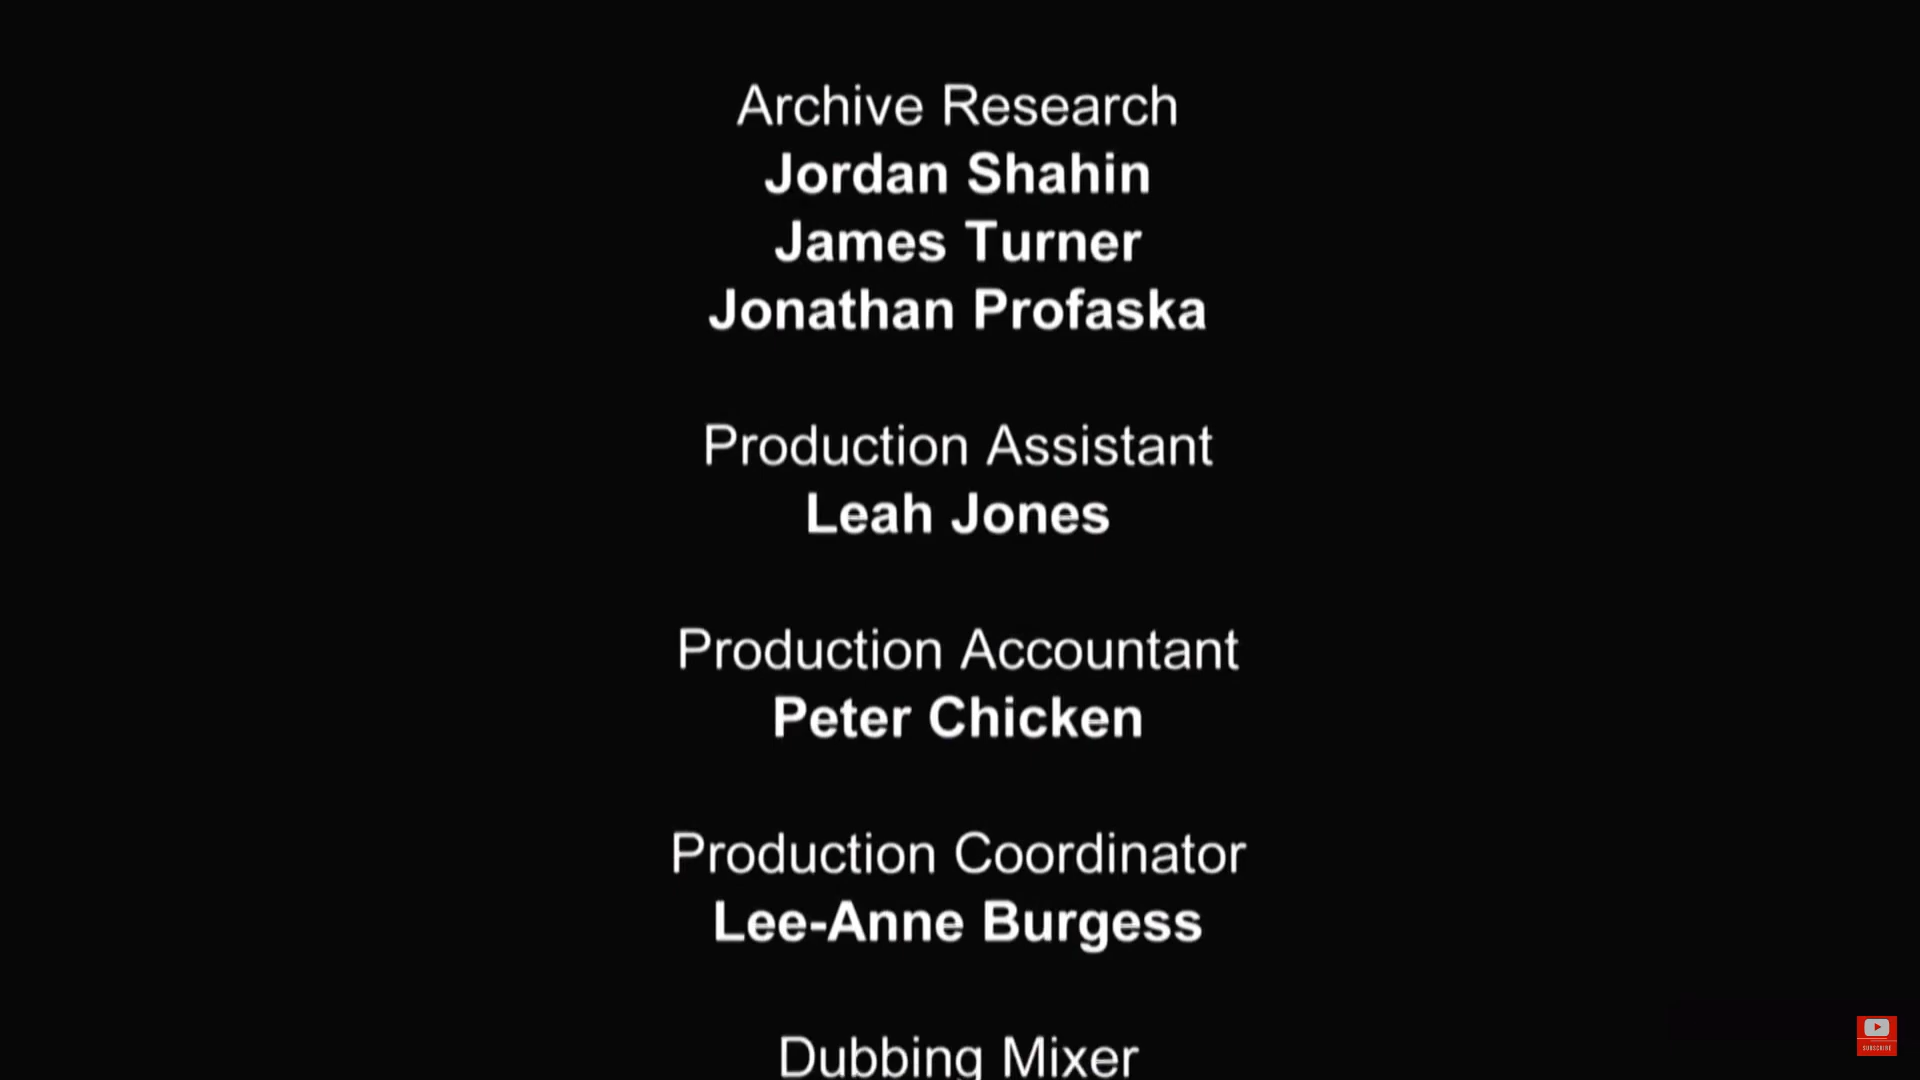 Archive Research
Jordan Shahin
James Turner
Jonathan Profaska
Production Assistant
Leah Jones
Production Accountant
Peter Chicken
Production Coordinator
Lee-Anne Burgess
Dubbing Mixer
SUBSCRIBE